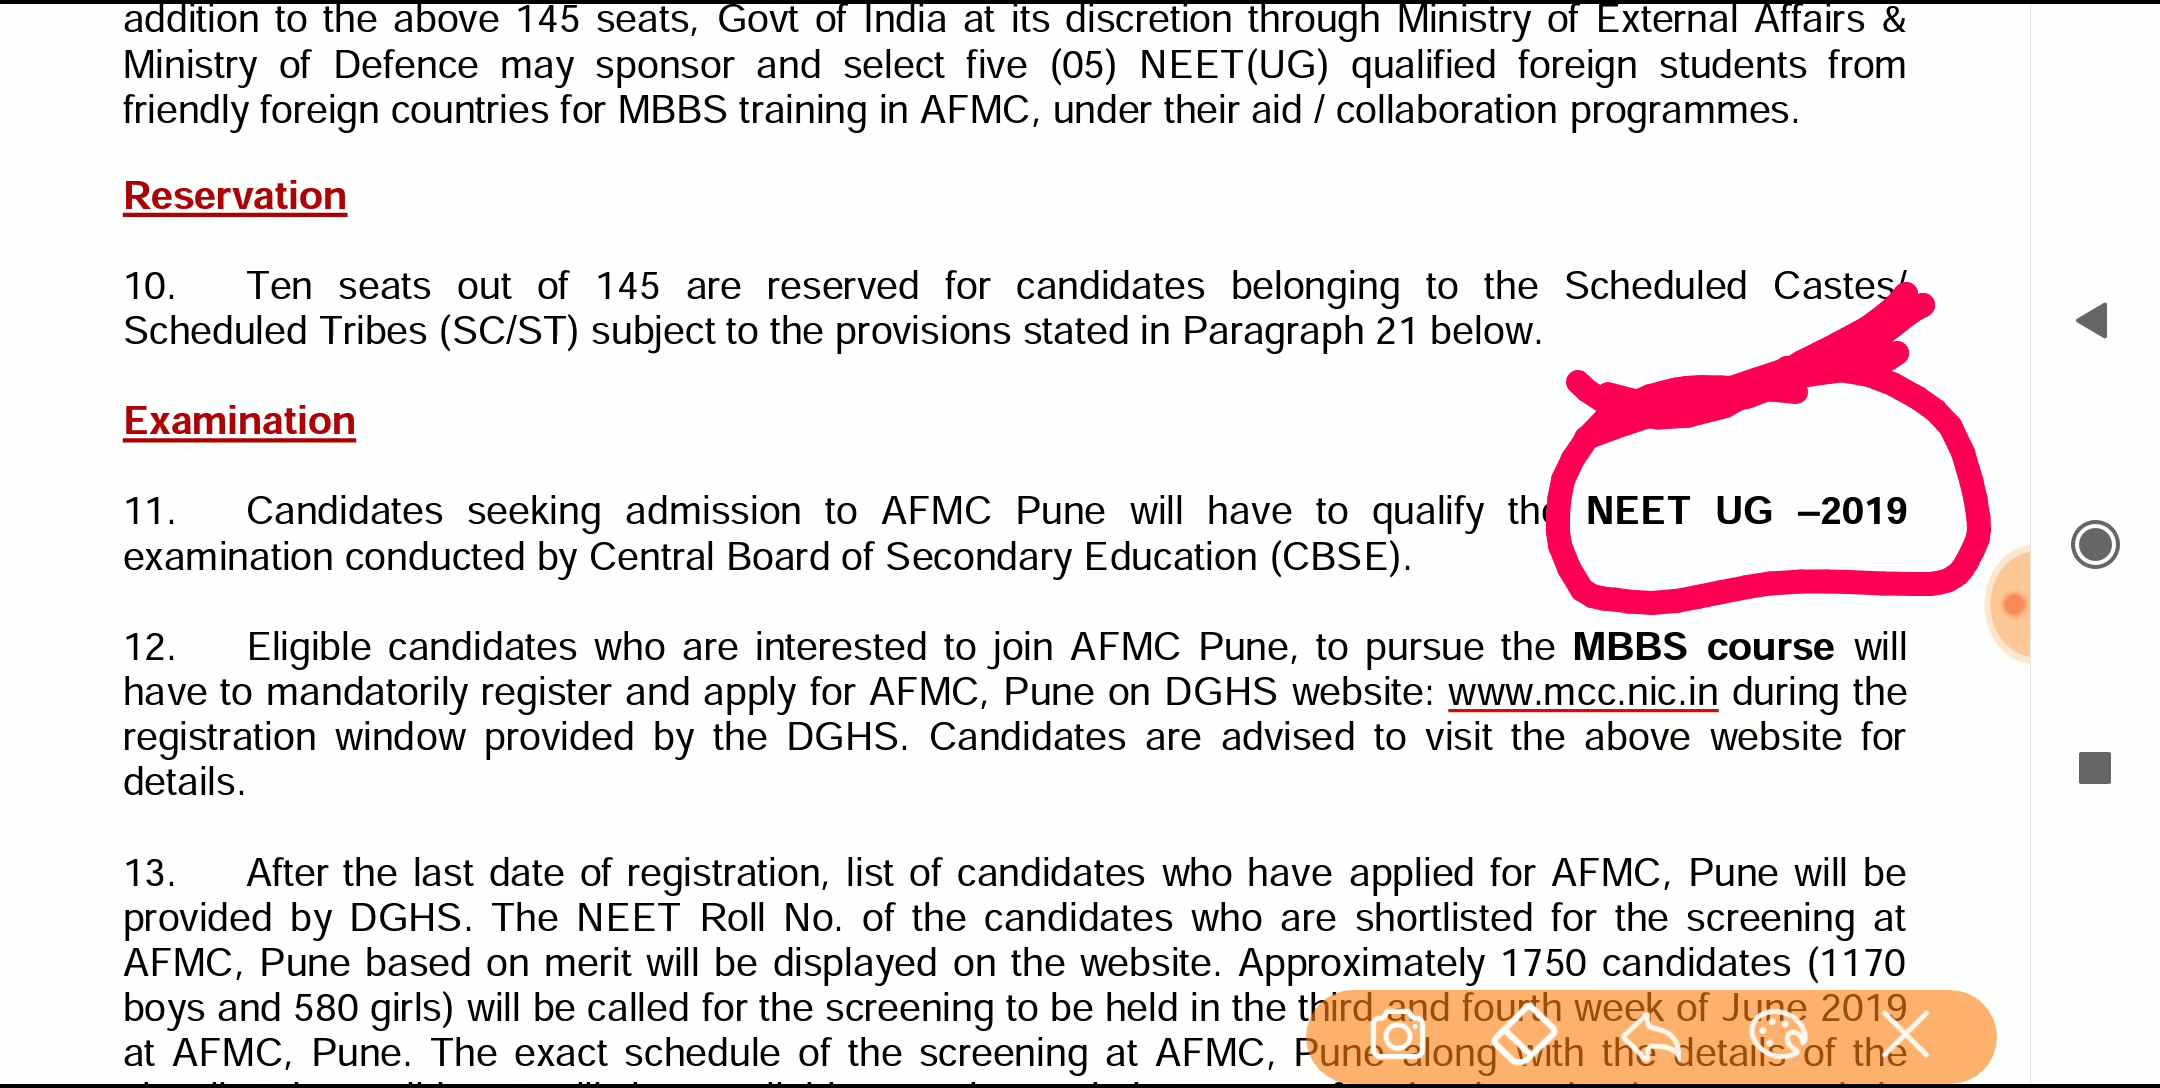 addition to the above 145 seats, Govt of India at its discretion through Ministry of External Affairs &
Ministry of Defence may sponsor and select five (05) NEET(UG) qualified foreign students from
friendly foreign countries for MBBS training in AFMC, under their aid / collaboration programmes.
Reservation
10. Ten seats out of 145 are reserved for candidates belonging to the Scheduled Castes/
Scheduled Tribes (SC/ST) subject to the provisions stated in Paragraph 21 below.
Examination
11. Candidates seeking admission to AFMC Pune will have to qualify the NEET UG –2019
examination conducted by Central Board of Secondary Education (CBSE).
12. Eligible candidates who are interested to join AFMC Pune, to pursue the MBBS course will
have to mandatorily register and apply for AFMC, Pune on DGHS website: www.mcc.nic.in during the
registration window provided by the DGHS. Candidates are advised to visit the above website for
details.
13. After the last date of registration, list of candidates who have applied for AFMC, Pune will be
provided by DGHS. The NEET Roll No. of the candidates who are shortlisted for the screening at
AFMC, Pune based on merit will be displayed on the website. Approximately 1750 candidates (1170
boys and 580 girls) will be called for the screening to be held in the third and fourth week of June 2019
at AFMC, Pune. The exact schedule of the screening at AFMC, Pune along with the details of the